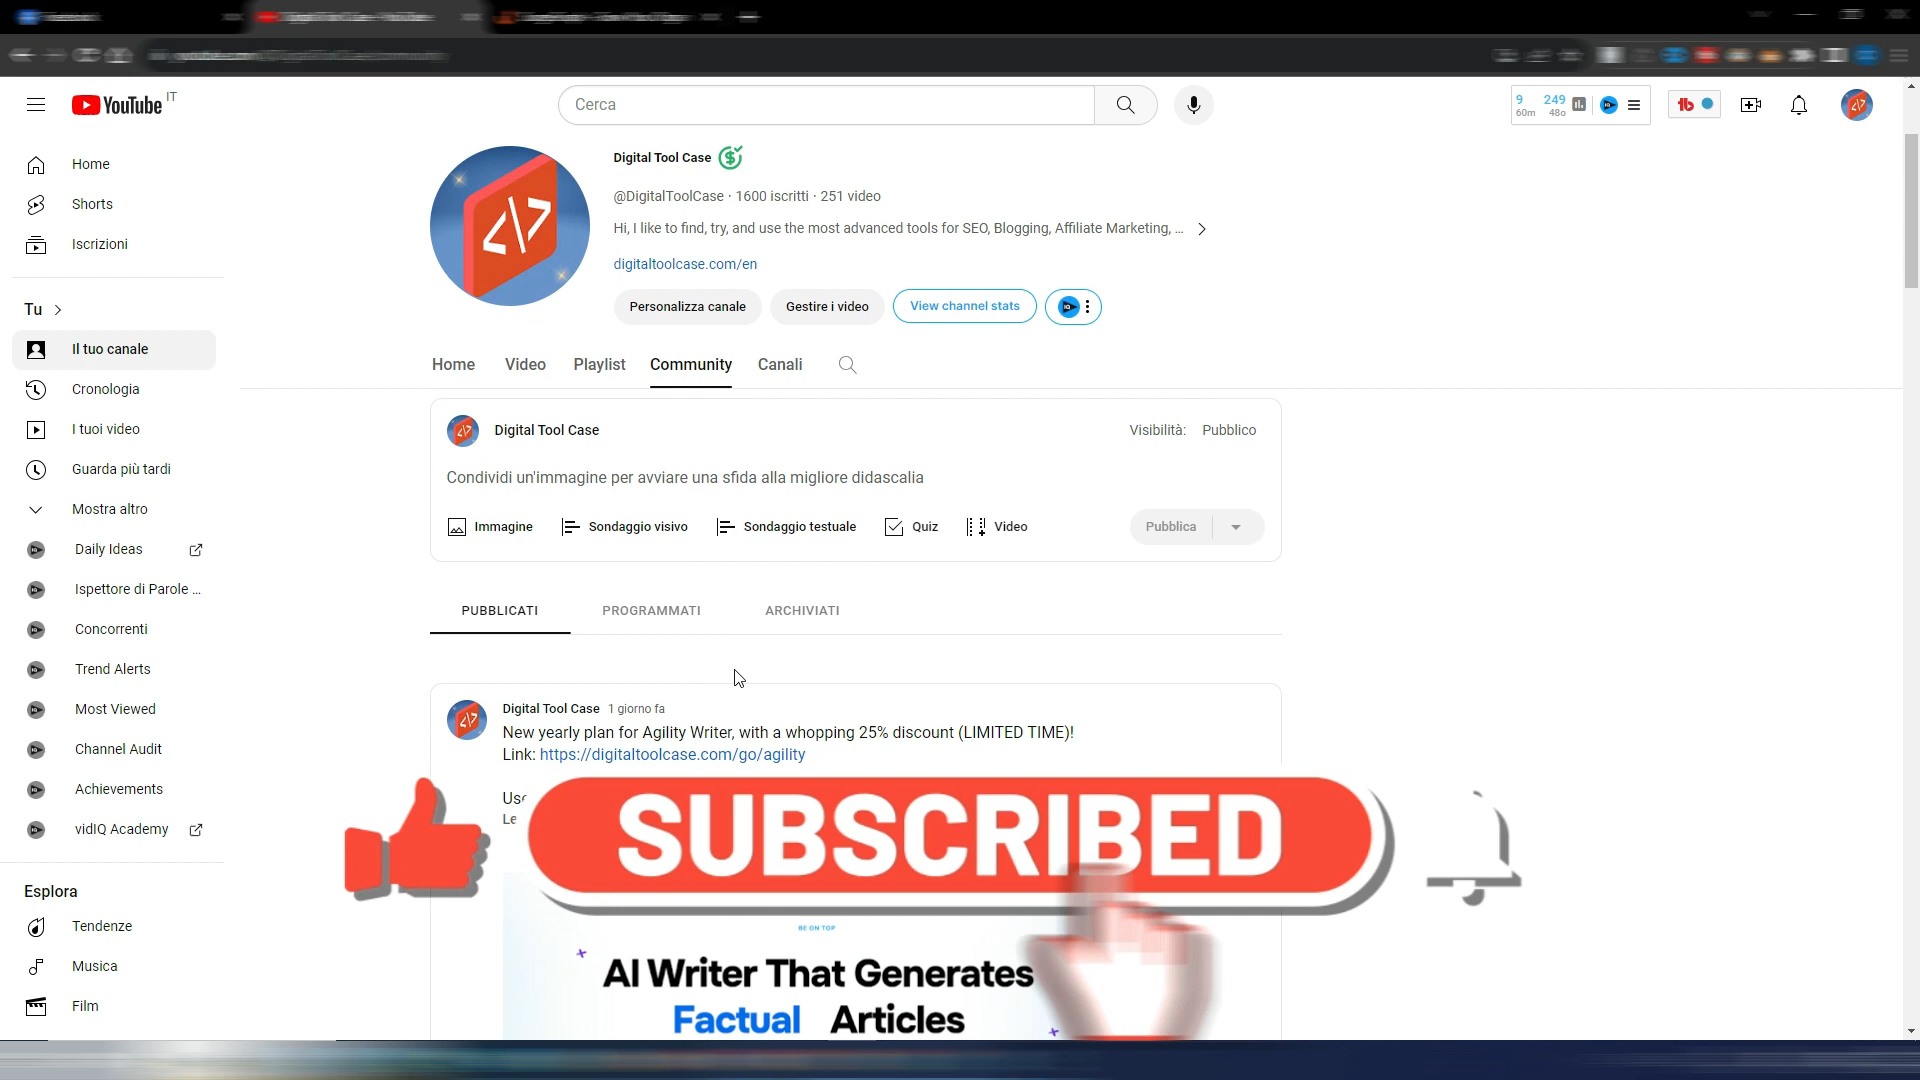 YouTube IT
Cerca
9 249
60m 48o
Home
Shorts
Iscrizioni
Tu
Il tuo canale
Cronologia
I tuoi video
Guarda più tardi
Mostra altro
Daily Ideas
Ispettore di Parole ...
Concorrenti
Trend Alerts
Most Viewed
Channel Audit
Achievements
vidIQ Academy
Esplora
Tendenze
Musica
Film
Digital Tool Case
@DigitalToolCase · 1600 iscritti · 251 video
Hi, I like to find, try, and use the most advanced tools for SEO, Blogging, Affiliate Marketing, ...
digitaltoolcase.com/en
Personalizza canale Gestire i video View channel stats
Home Video Playlist Community Canali
Digital Tool Case Visibilità: Pubblico
Condividi un'immagine per avviare una sfida alla migliore didascalia
Immagine Sondaggio visivo Sondaggio testuale Quiz Video Pubblica
PUBBLICATI PROGRAMMATI ARCHIVIATI
Digital Tool Case 1 giorno fa
New yearly plan for Agility Writer, with a whopping 25% discount (LIMITED TIME)!
Link: https://digitaltoolcase.com/go/agility
SUBSCRIBED
BE ON TOP
AI Writer That Generates
Factual Articles